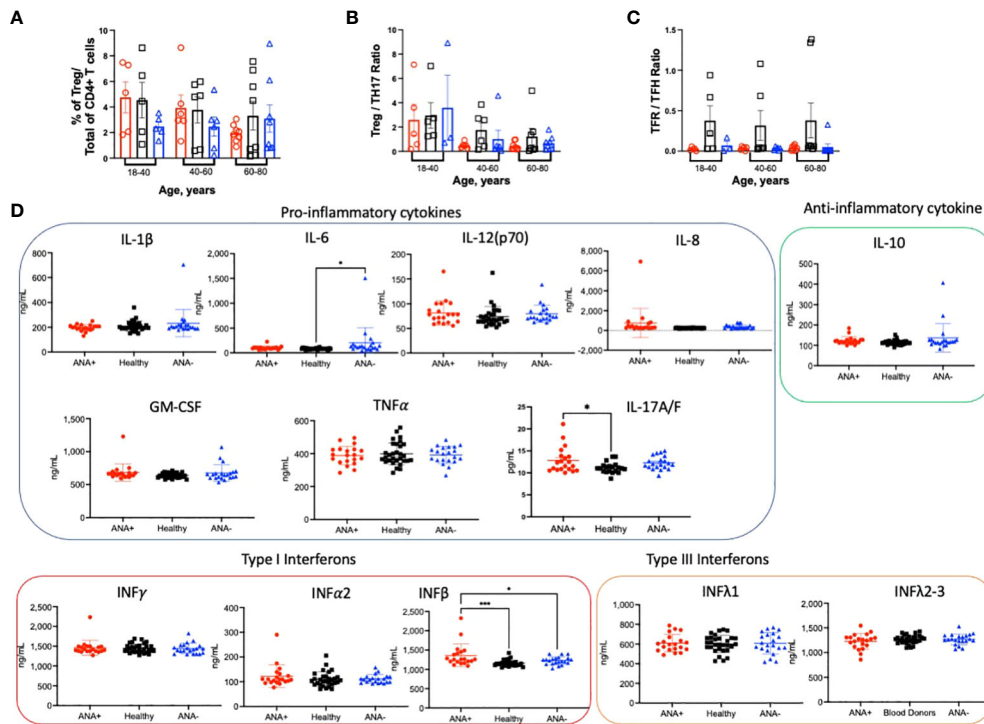 A
% of Treg/
Total of CD4+ T cells
10
8
6
4
2
0
18-40
40-60
60-80
Age, years
B
Treg / TH17 Ratio
10
8
6
4
2
0
18-40
40-60
60-80
Age, years
C
TFR / TFH Ratio
1.5
1.0
0.5
0.0
18-40
40-60
60-80
Age, years
D
Pro-inflammatory cytokines
IL-1β
ng/mL
800
600
400
200
0
ANA+ Healthy ANA-
IL-6
ng/mL
2,000
1,500
1,000
500
0
*
ANA+ Healthy ANA-
IL-12(p70)
ng/mL
200
150
100
50
0
ANA+ Healthy ANA-
IL-8
ng/mL
8,000
6,000
4,000
2,000
0
-2,000
ANA+ Healthy ANA-
Anti-inflammatory cytokine
IL-10
ng/mL
500
400
300
200
100
0
ANA+ Healthy ANA-
GM-CSF
ng/mL
1,500
1,000
500
0
ANA+ Healthy ANA-
TNFα
ng/mL
600
400
200
0
ANA+ Healthy ANA-
IL-17A/F
pg/mL
25
20
15
10
5
0
*
ANA+ Healthy ANA-
Type I Interferons
INFγ
ng/mL
2,500
2,000
1,500
1,000
500
0
ANA+ Healthy ANA-
INFα2
ng/mL
400
300
200
100
0
ANA+ Healthy ANA-
INFβ
ng/mL
2,500
2,000
1,500
1,000
500
0
*
***
ANA+ Healthy ANA-
Type III Interferons
INFλ1
ng/mL
1,000
800
600
400
200
0
ANA+ Healthy ANA-
INFλ2-3
ng/mL
2,000
1,500
1,000
500
0
ANA+ Blood Donors ANA-